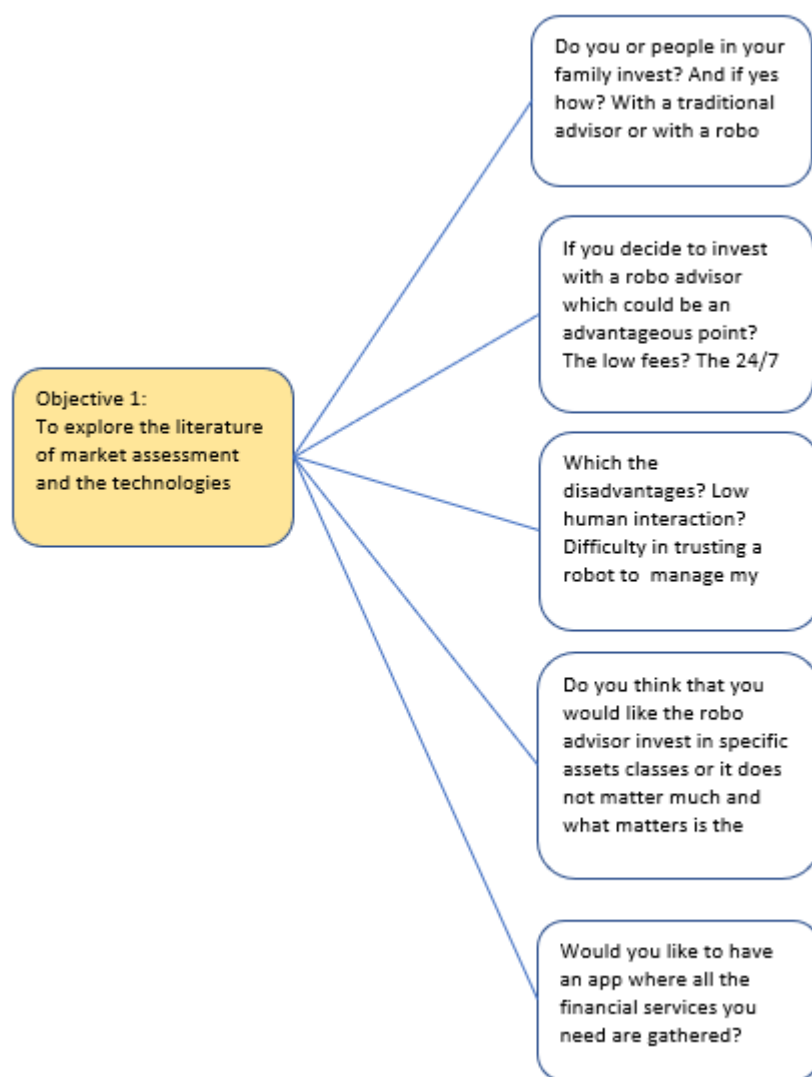 Do you or people in your
family invest? And if yes
how? With a traditional
advisor or with a robo
If you decide to invest
with a robo advisor
which could be an
advantageous point?
The low fees? The 24/7
Objective 1:
To explore the literature
of market assessment
and the technologies
Which the
disadvantages? Low
human interaction?
Difficulty in trusting a
robot to  manage my
Do you think that you
would like the robo
advisor invest in specific
assets classes or it does
not matter much and
what matters is the
Would you like to have
an app where all the
financial services you
need are gathered?